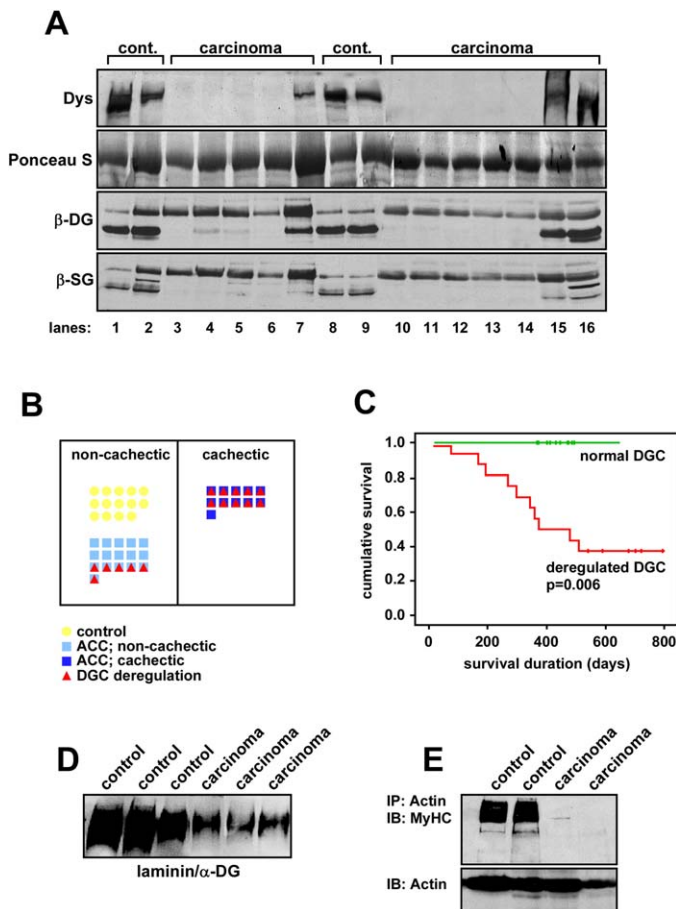 A
cont. carcinoma cont. carcinoma
Dys
Ponceau S
β-DG
β-SG
lanes: 1 2 3 4 5 6 7 8 9 10 11 12 13 14 15 16
B
non-cachectic cachectic
control
ACC; non-cachectic
ACC; cachectic
DGC deregulation
C
cumulative survival
1.0
0.8
0.6
0.4
0.2
0.0
normal DGC
deregulated DGC
p=0.006
0 200 400 600 800
survival duration (days)
D
control control control carcinoma carcinoma carcinoma
laminin/α-DG
E
control control carcinoma carcinoma
IP: Actin
IB: MyHC
IB: Actin